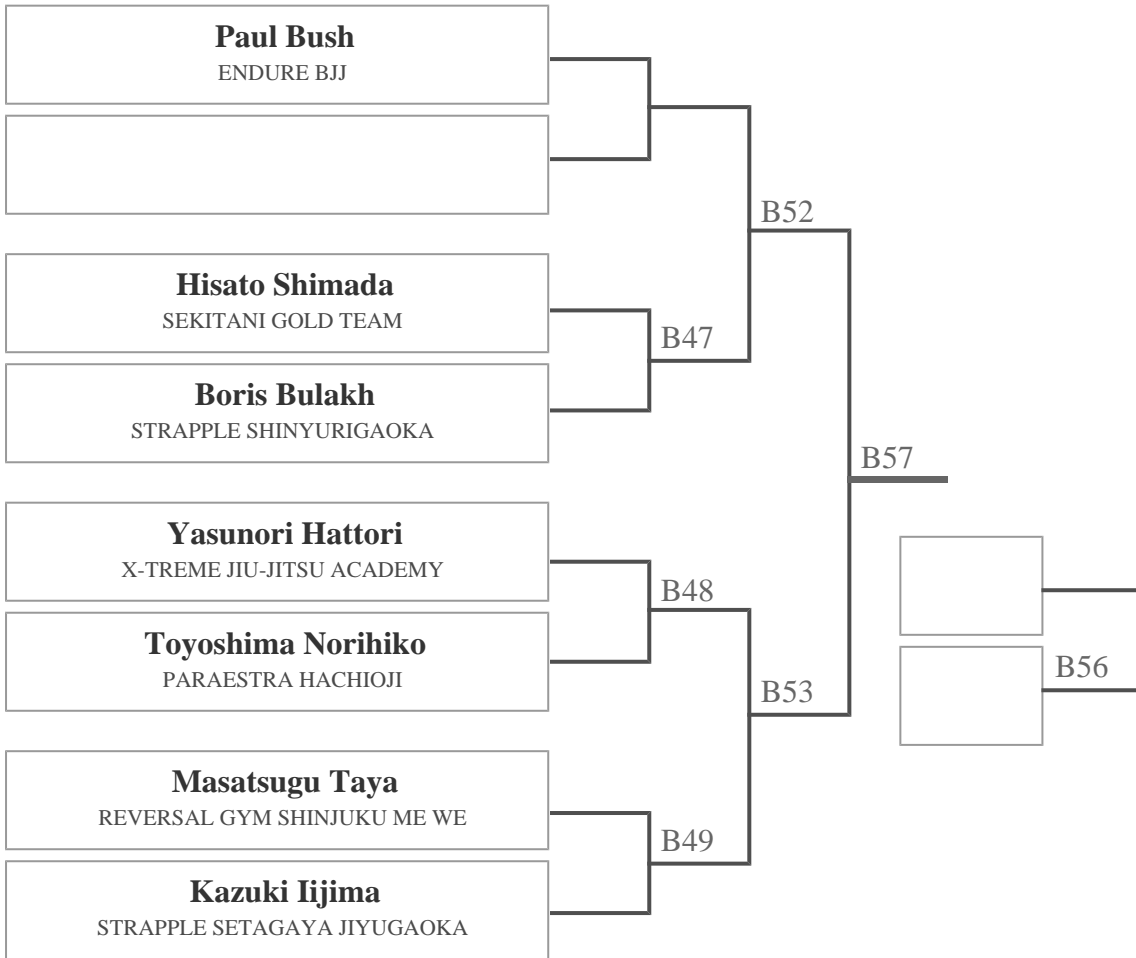 Paul Bush
ENDURE BJJ
B52
Hisato Shimada
SEKITANI GOLD TEAM
B47
Boris Bulakh
STRAPPLE SHINYURIGAOKA
B57
Yasunori Hattori
X-TREME JIU-JITSU ACADEMY
B48
Toyoshima Norihiko
PARAESTRA HACHIOJI
B56
B53
Masatsugu Taya
REVERSAL GYM SHINJUKU ME WE
B49
Kazuki Iijima
STRAPPLE SETAGAYA JIYUGAOKA